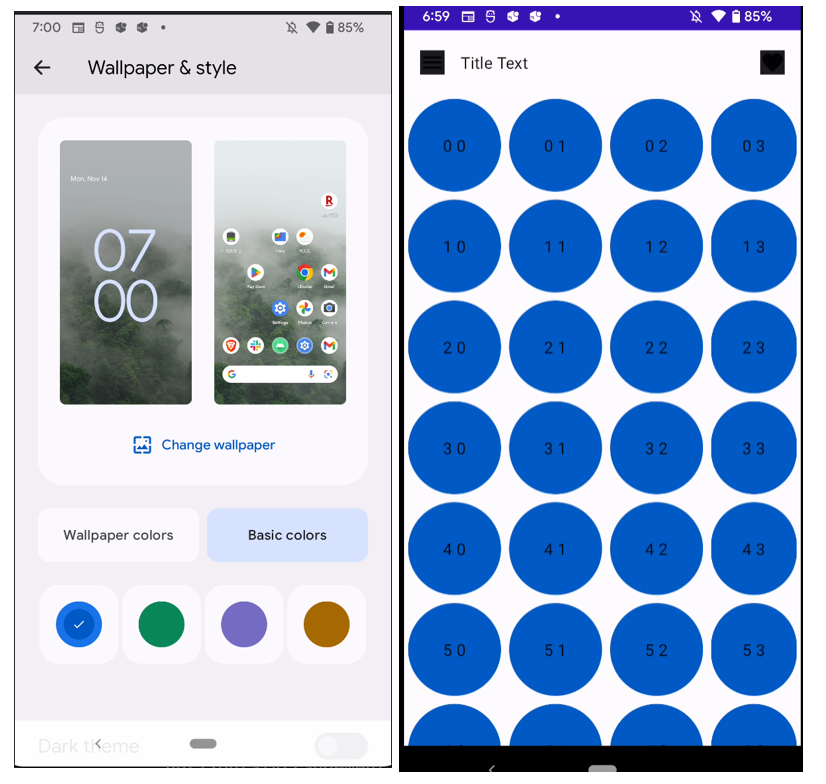 7:00
85%
Wallpaper & style
Mon, Nov 14
07
00
Play Store
Chrome
Gmail
Settings
Photos
Camera
Change wallpaper
Wallpaper colors
Basic colors
Dark theme
6:59
85%
Title Text
0 0
0 1
0 2
0 3
1 0
1 1
1 2
1 3
2 0
2 1
2 2
2 3
3 0
3 1
3 2
3 3
4 0
4 1
4 2
4 3
5 0
5 1
5 2
5 3